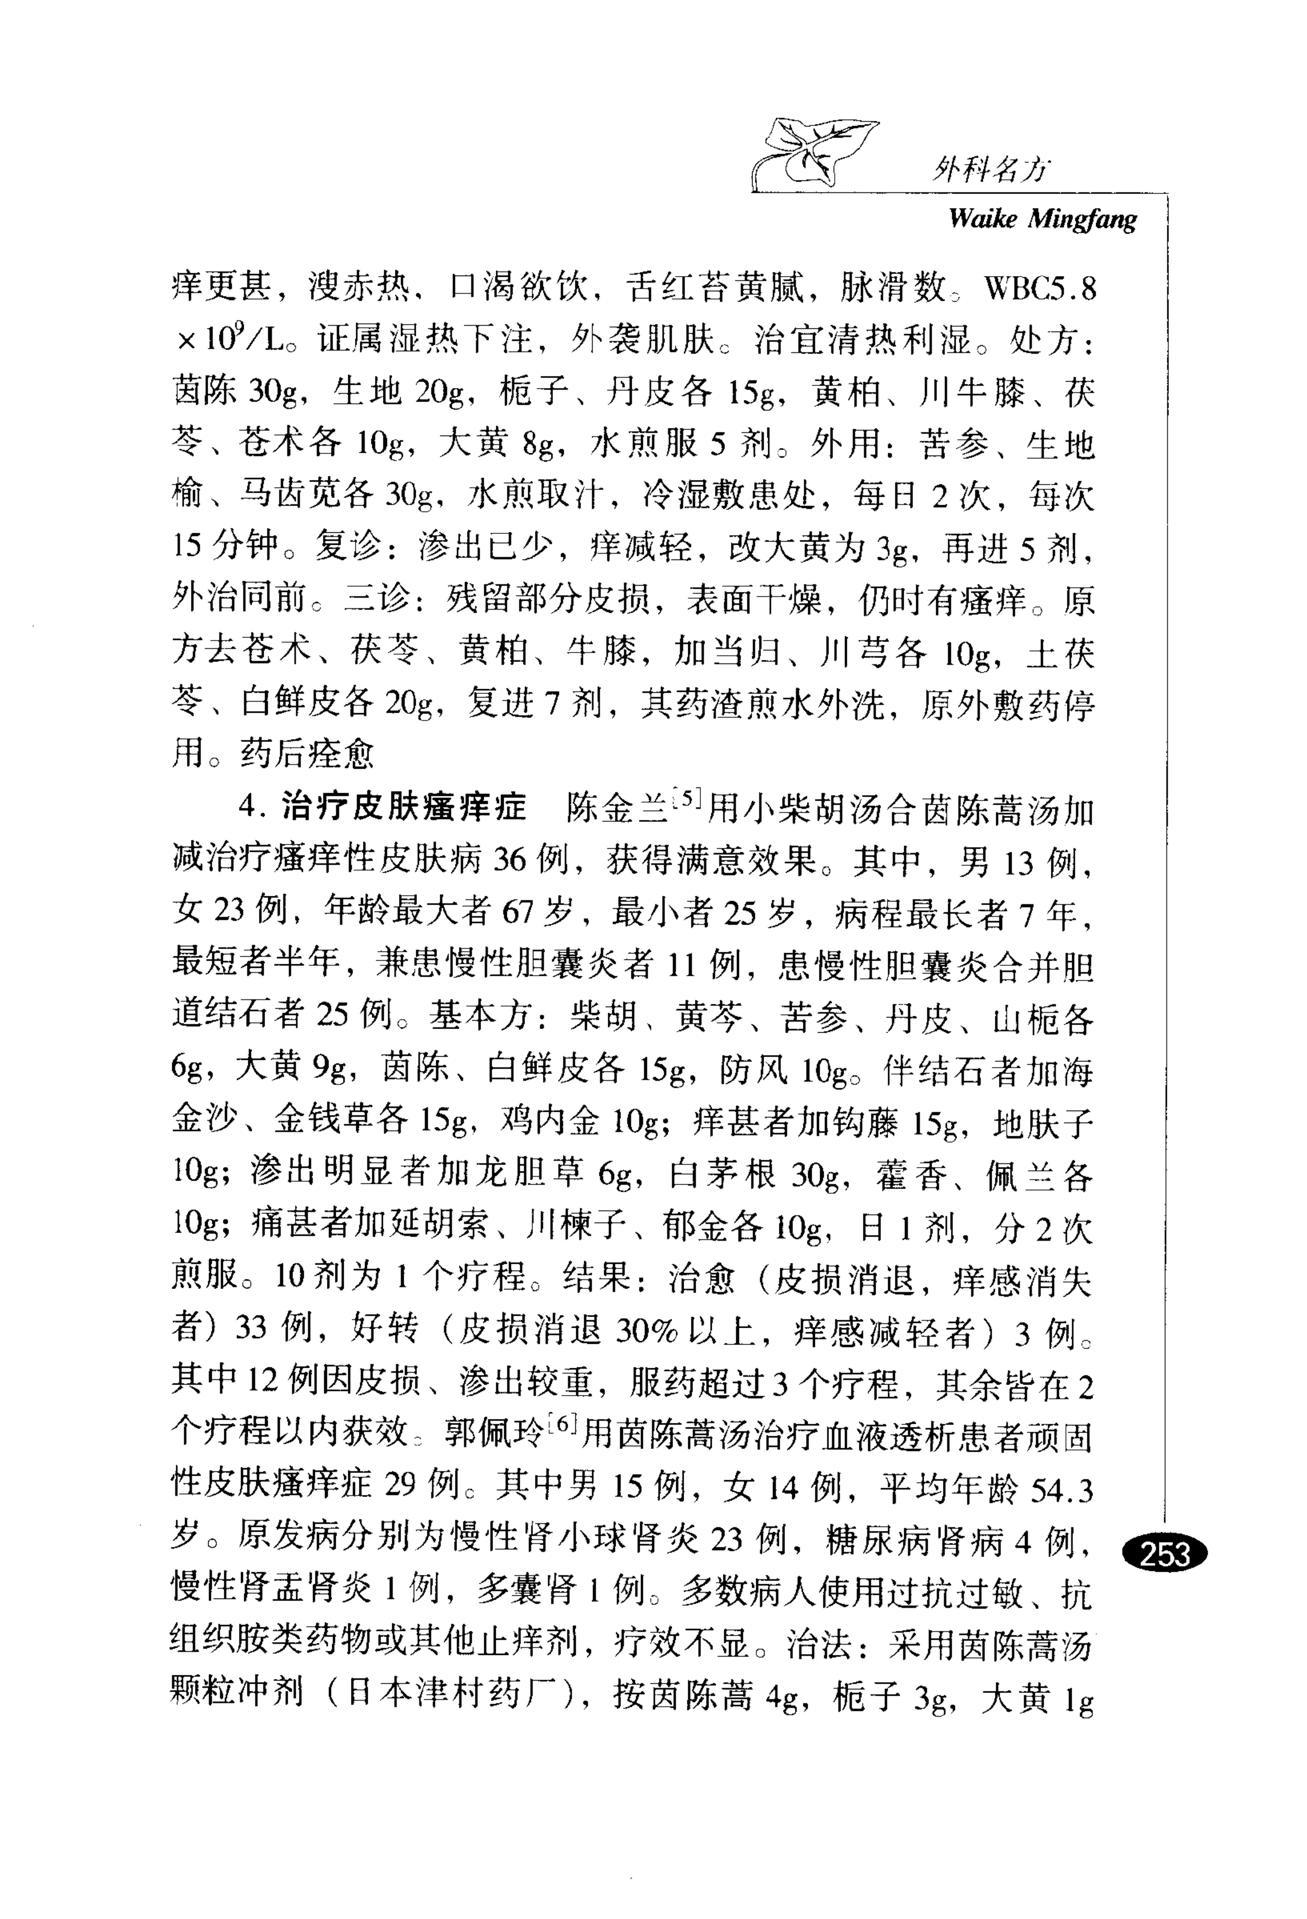 外科名方
Waike Mingfang
痒更甚，溲赤热，口渴欲饮，舌红苔黄腻，脉滑数。WBC5.8
×10⁹/L。证属湿热下注，外袭肌肤。治宜清热利湿。处方：
茵陈 30g，生地 20g，栀子、丹皮各 15g，黄柏、川牛膝、茯
苓、苍术各 10g，大黄 8g，水煎服 5 剂。外用：苦参、生地
榆、马齿苋各 30g，水煎取汁，冷湿敷患处，每日 2 次，每次
15 分钟。复诊：渗出已少，痒减轻，改大黄为 3g，再进 5 剂，
外治同前。三诊：残留部分皮损，表面干燥，仍时有瘙痒。原
方去苍术、茯苓、黄柏、牛膝，加当归、川芎各 10g，土茯
苓、白鲜皮各 20g，复进 7 剂，其药渣煎水外洗，原外敷药停
用。药后痊愈
4. 治疗皮肤瘙痒症　陈金兰[5]用小柴胡汤合茵陈蒿汤加
减治疗瘙痒性皮肤病 36 例，获得满意效果。其中，男 13 例，
女 23 例，年龄最大者 67 岁，最小者 25 岁，病程最长者 7 年，
最短者半年，兼患慢性胆囊炎者 11 例，患慢性胆囊炎合并胆
道结石者 25 例。基本方：柴胡、黄芩、苦参、丹皮、山栀各
6g，大黄 9g，茵陈、白鲜皮各 15g，防风 10g。伴结石者加海
金沙、金钱草各 15g，鸡内金 10g；痒甚者加钩藤 15g，地肤子
10g；渗出明显者加龙胆草 6g，白茅根 30g，藿香、佩兰各
10g；痛甚者加延胡索、川楝子、郁金各 10g，日 1 剂，分 2 次
煎服。10 剂为 1 个疗程。结果：治愈（皮损消退，痒感消失
者）33 例，好转（皮损消退 30%以上，痒感减轻者）3 例。
其中 12 例因皮损、渗出较重，服药超过 3 个疗程，其余皆在 2
个疗程以内获效。郭佩玲[6]用茵陈蒿汤治疗血液透析患者顽固
性皮肤瘙痒症 29 例。其中男 15 例，女 14 例，平均年龄 54.3
岁。原发病分别为慢性肾小球肾炎 23 例，糖尿病肾病 4 例，
慢性肾盂肾炎 1 例，多囊肾 1 例。多数病人使用过抗过敏、抗
组织胺类药物或其他止痒剂，疗效不显。治法：采用茵陈蒿汤
颗粒冲剂（日本津村药厂），按茵陈蒿 4g，栀子 3g，大黄 1g
253